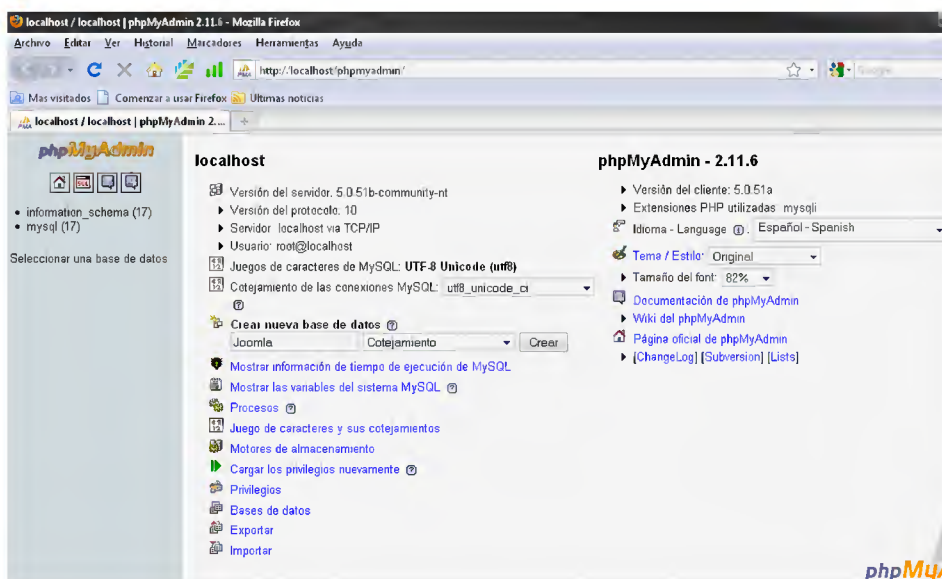 localhost / localhost | phpMyAdmin 2.11.6 - Mozilla Firefox
Archivo Editar Ver Historial Marcadores Herramientas Ayuda
http://localhost/phpmyadmin/
Google
Mas visitados Comenzar a usar Firefox Ultimas noticias
localhost / localhost | phpMyAdmin 2....
phpMyAdmin
SQL
information_schema (17)
mysql (17)
Seleccionar una base de datos
localhost
Versión del servidor: 5.0.51b-community-nt
Versión del protocolo: 10
Servidor: localhost via TCP/IP
Usuario: root@localhost
Juegos de caracteres de MySQL: UTF-8 Unicode (utf8)
Cotejamiento de las conexiones MySQL: utf8_unicode_ci
Crear nueva base de datos
Joomla Cotejamiento Crear
Mostrar información de tiempo de ejecución de MySQL
Mostrar las variables del sistema MySQL
Procesos
Juego de caracteres y sus cotejamientos
Motores de almacenamiento
Cargar los privilegios nuevamente
Privilegios
Bases de datos
Exportar
Importar
phpMyAdmin - 2.11.6
Versión del cliente: 5.0.51a
Extensiones PHP utilizadas: mysqli
Idioma - Language : Español - Spanish
Tema / Estilo: Original
Tamaño del font: 82%
Documentación de phpMyAdmin
Wiki del phpMyAdmin
Página oficial de phpMyAdmin
[ChangeLog] [Subversion] [Lists]
phpMyA